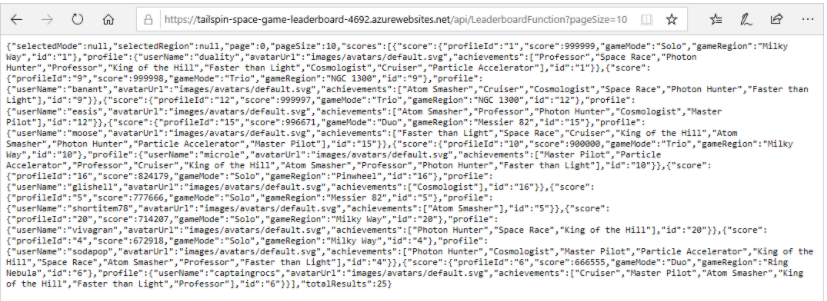 https://tailspin-space-game-leaderboard-4692.azurewebsites.net/api/LeaderboardFunction?pageSize=10
{"selectedMode":null,"selectedRegion":null,"page":0,"pageSize":10,"scores":[{"score":{"profileId":"1","score":999999,"gameMode":"Solo","gameRegion":"Milky
Way","id":"1"},"profile":{"userName":"duality","avatarUrl":"images/avatars/default.svg","achievements":["Professor","Space Race","Photon
Hunter","Professor","King of the Hill","Faster than Light","Cosmologist","Cruiser","Particle Accelerator"],"id":"1"}},{"score":
{"profileId":"9","score":999998,"gameMode":"Trio","gameRegion":"NGC 1300","id":"9"},"profile":
{"userName":"banant","avatarUrl":"images/avatars/default.svg","achievements":["Atom Smasher","Cruiser","Cosmologist","Space Race","Photon Hunter","Faster than
Light"],"id":"9"}},{"score":{"profileId":"12","score":999997,"gameMode":"Trio","gameRegion":"NGC 1300","id":"12"},"profile":
{"userName":"easis","avatarUrl":"images/avatars/default.svg","achievements":["Atom Smasher","Professor","Photon Hunter","Cosmologist","Master
Pilot"],"id":"12"}},{"score":{"profileId":"15","score":996671,"gameMode":"Duo","gameRegion":"Messier 82","id":"15"},"profile":
{"userName":"moose","avatarUrl":"images/avatars/default.svg","achievements":["Faster than Light","Space Race","Cruiser","King of the Hill","Atom
Smasher","Photon Hunter","Particle Accelerator","Master Pilot"],"id":"15"}},{"score":{"profileId":"10","score":900000,"gameMode":"Trio","gameRegion":"Milky
Way","id":"10"},"profile":{"userName":"microle","avatarUrl":"images/avatars/default.svg","achievements":["Master Pilot","Particle
Accelerator","Professor","Cruiser","King of the Hill","Atom Smasher","Professor","Photon Hunter","Faster than Light"],"id":"10"}},{"score":
{"profileId":"16","score":824179,"gameMode":"Solo","gameRegion":"Pinwheel","id":"16"},"profile":
{"userName":"glishell","avatarUrl":"images/avatars/default.svg","achievements":["Cosmologist"],"id":"16"}},{"score":
{"profileId":"5","score":777666,"gameMode":"Solo","gameRegion":"Messier 82","id":"5"},"profile":
{"userName":"shortitem78","avatarUrl":"images/avatars/default.svg","achievements":["Atom Smasher"],"id":"5"}},{"score":
{"profileId":"20","score":714207,"gameMode":"Solo","gameRegion":"Milky Way","id":"20"},"profile":
{"userName":"vivagran","avatarUrl":"images/avatars/default.svg","achievements":["Photon Hunter","Space Race","King of the Hill"],"id":"20"}},{"score":
{"profileId":"4","score":672918,"gameMode":"Solo","gameRegion":"Milky Way","id":"4"},"profile":
{"userName":"sodapop","avatarUrl":"images/avatars/default.svg","achievements":["Photon Hunter","Cosmologist","Master Pilot","Particle Accelerator","King of the
Hill","Space Race","Atom Smasher","Professor","Faster than Light"],"id":"4"}},{"score":{"profileId":"6","score":666555,"gameMode":"Duo","gameRegion":"Ring
Nebula","id":"6"},"profile":{"userName":"captaingrocs","avatarUrl":"images/avatars/default.svg","achievements":["Cruiser","Master Pilot","Atom Smasher","King
of the Hill","Faster than Light","Professor"],"id":"6"}}],"totalResults":25}